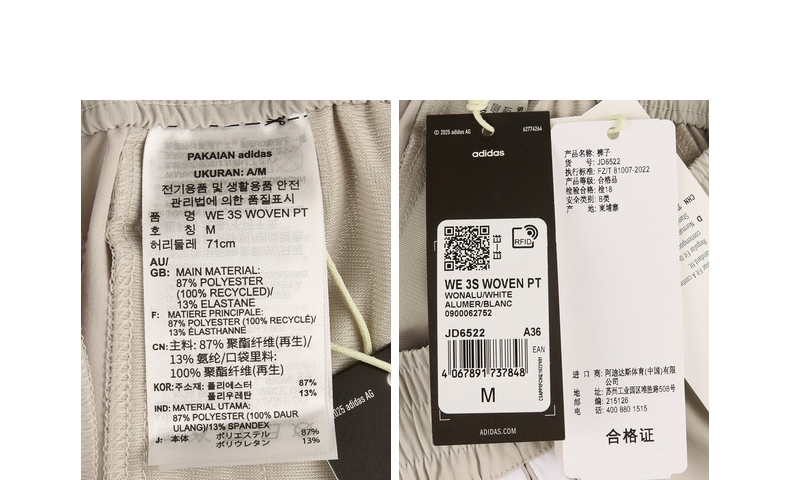 PAKAIAN adidas
UKURAN: A/M
전기용품 및 생활용품 안전
관리법에 의한 품질표시
품 명 WE 3S WOVEN PT
호 칭 M
허리둘레 71cm
AU/
GB: MAIN MATERIAL:
87% POLYESTER
(100% RECYCLED)/
13% ELASTANE
F: MATIERE PRINCIPALE:
87% POLYESTER (100% RECYCLÉ)/
13% ÉLASTHANNE
CN: 主料: 87% 聚酯纤维(再生)/
13% 氨纶/口袋里料:
100% 聚酯纤维(再生)
KOR: 주소재: 폴리에스터 87%
폴리우레탄 13%
IND: MATERIAL UTAMA:
87% POLYESTER (100% DAUR
ULANG)/13% SPANDEX
J: 本体 ポリエステル 87%
ポリウレタン 13%
© 2025 adidas AG
© 2025 adidas AG 62774264
adidas
RFID
WE 3S WOVEN PT
WONALU/WHITE
ALUMER/BLANC
0900062752
JD6522 A36
EAN
4 067891 737848
M
ADIDAS.COM
产品名称: 裤子
货 号: JD6522
执行标准: FZ/T 81007-2022
产品等级: 合格品
检验合格: 检18
安全类别: B类
产 地: 柬埔寨
进 口 商: 阿迪达斯体育(中国)有限
公司
地 址: 苏州工业园区唯胜路508号
邮 编: 215126
电 话: 400 880 1515
合格证
CHN